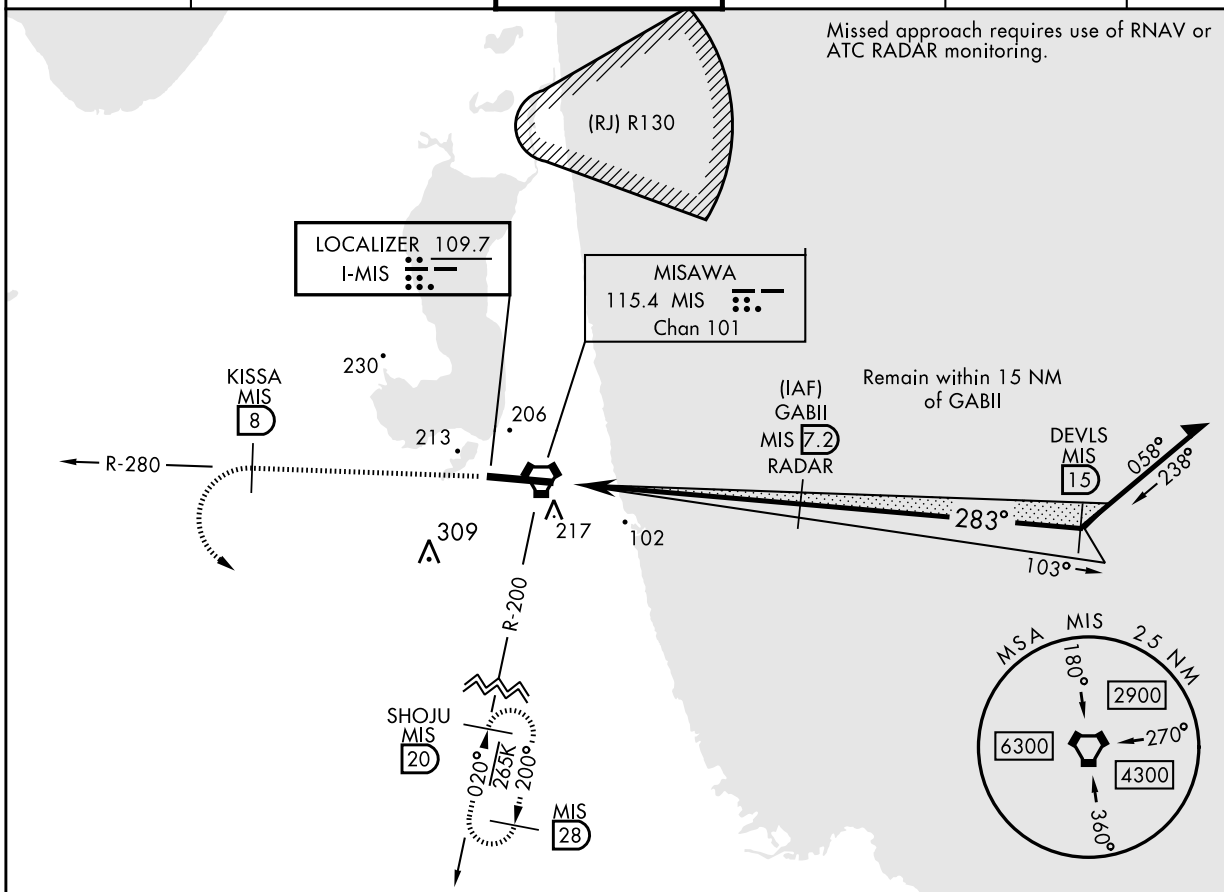 Missed approach requires use of RNAV or
ATC RADAR monitoring.
(RJ) R130
LOCALIZER 109.7
I-MIS
MISAWA
115.4 MIS
Chan 101
230
KISSA
MIS
8
206
213
(IAF)
GABII
MIS 7.2
RADAR
Remain within 15 NM
of GABII
DEVLS
MIS
15
058°
238°
R-280
309
217
102
283°
103°
R-200
SHOJU
MIS
20
020°
265K
200°
MIS
28
MSA MIS 25 NM
180°
2900
6300
270°
4300
360°